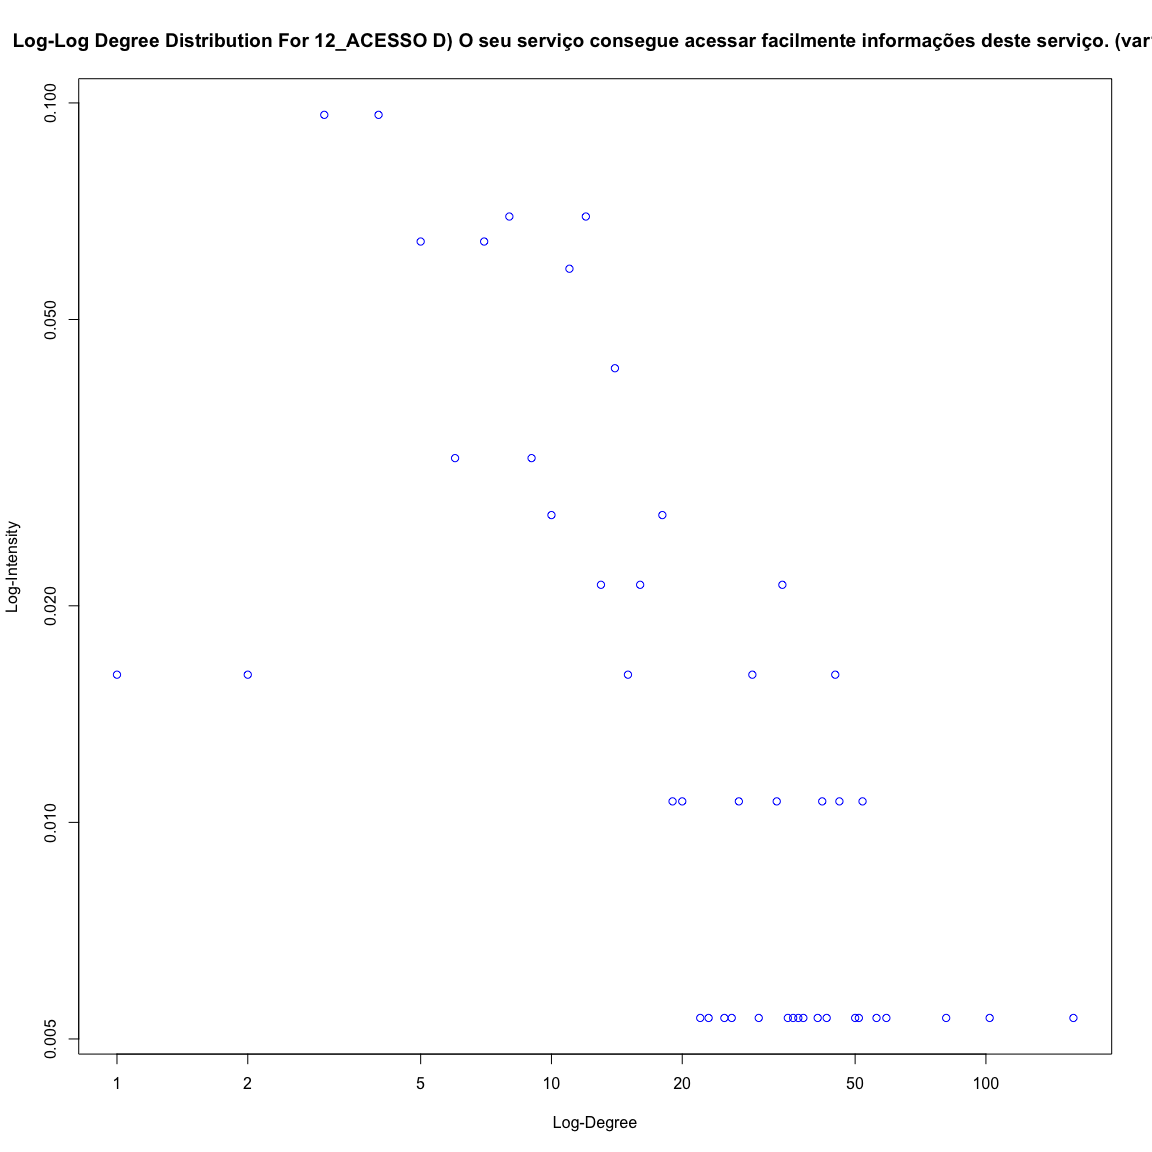 Log-Log Degree Distribution For 12_ACESSO D) O seu serviço consegue acessar facilmente informações deste serviço. (var
0.100
0.050
0.020
0.010
0.005
Log-Intensity
1 2 5 10 20 50 100
Log-Degree